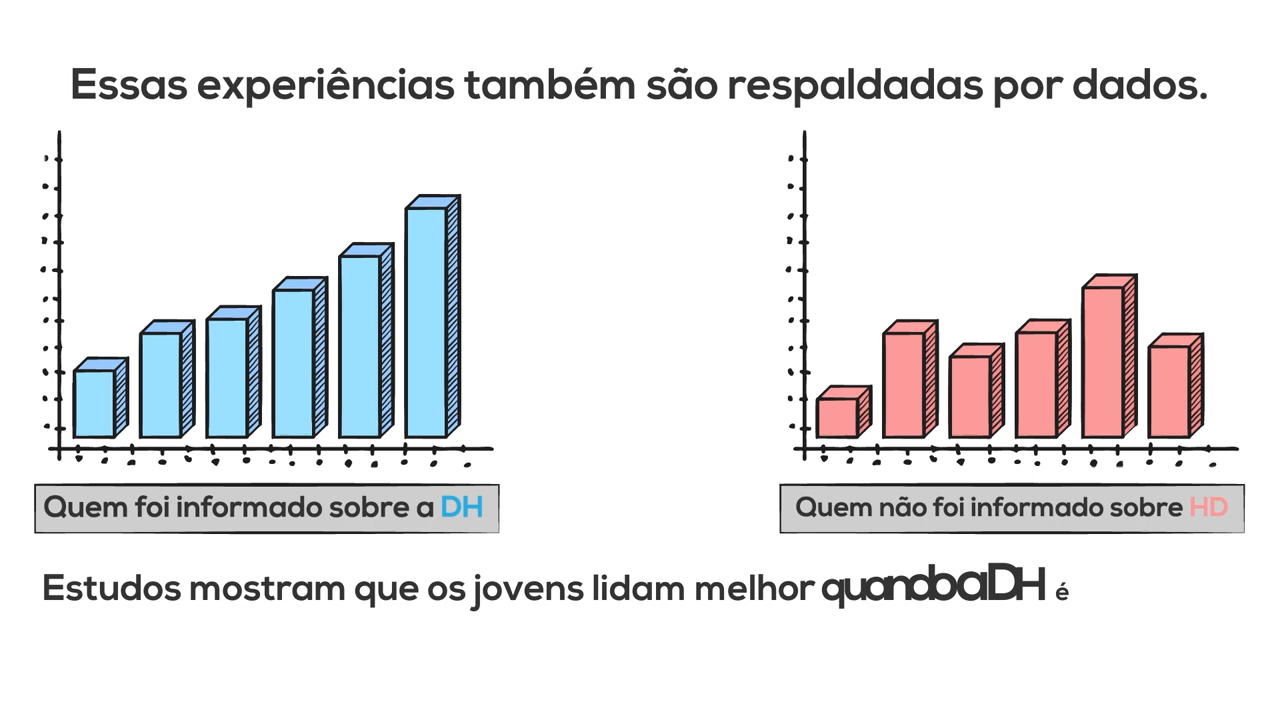 Essas experiências também são respaldadas por dados.
Quem foi informado sobre a DH
Quem não foi informado sobre HD
Estudos mostram que os jovens lidam melhor quando a DH é